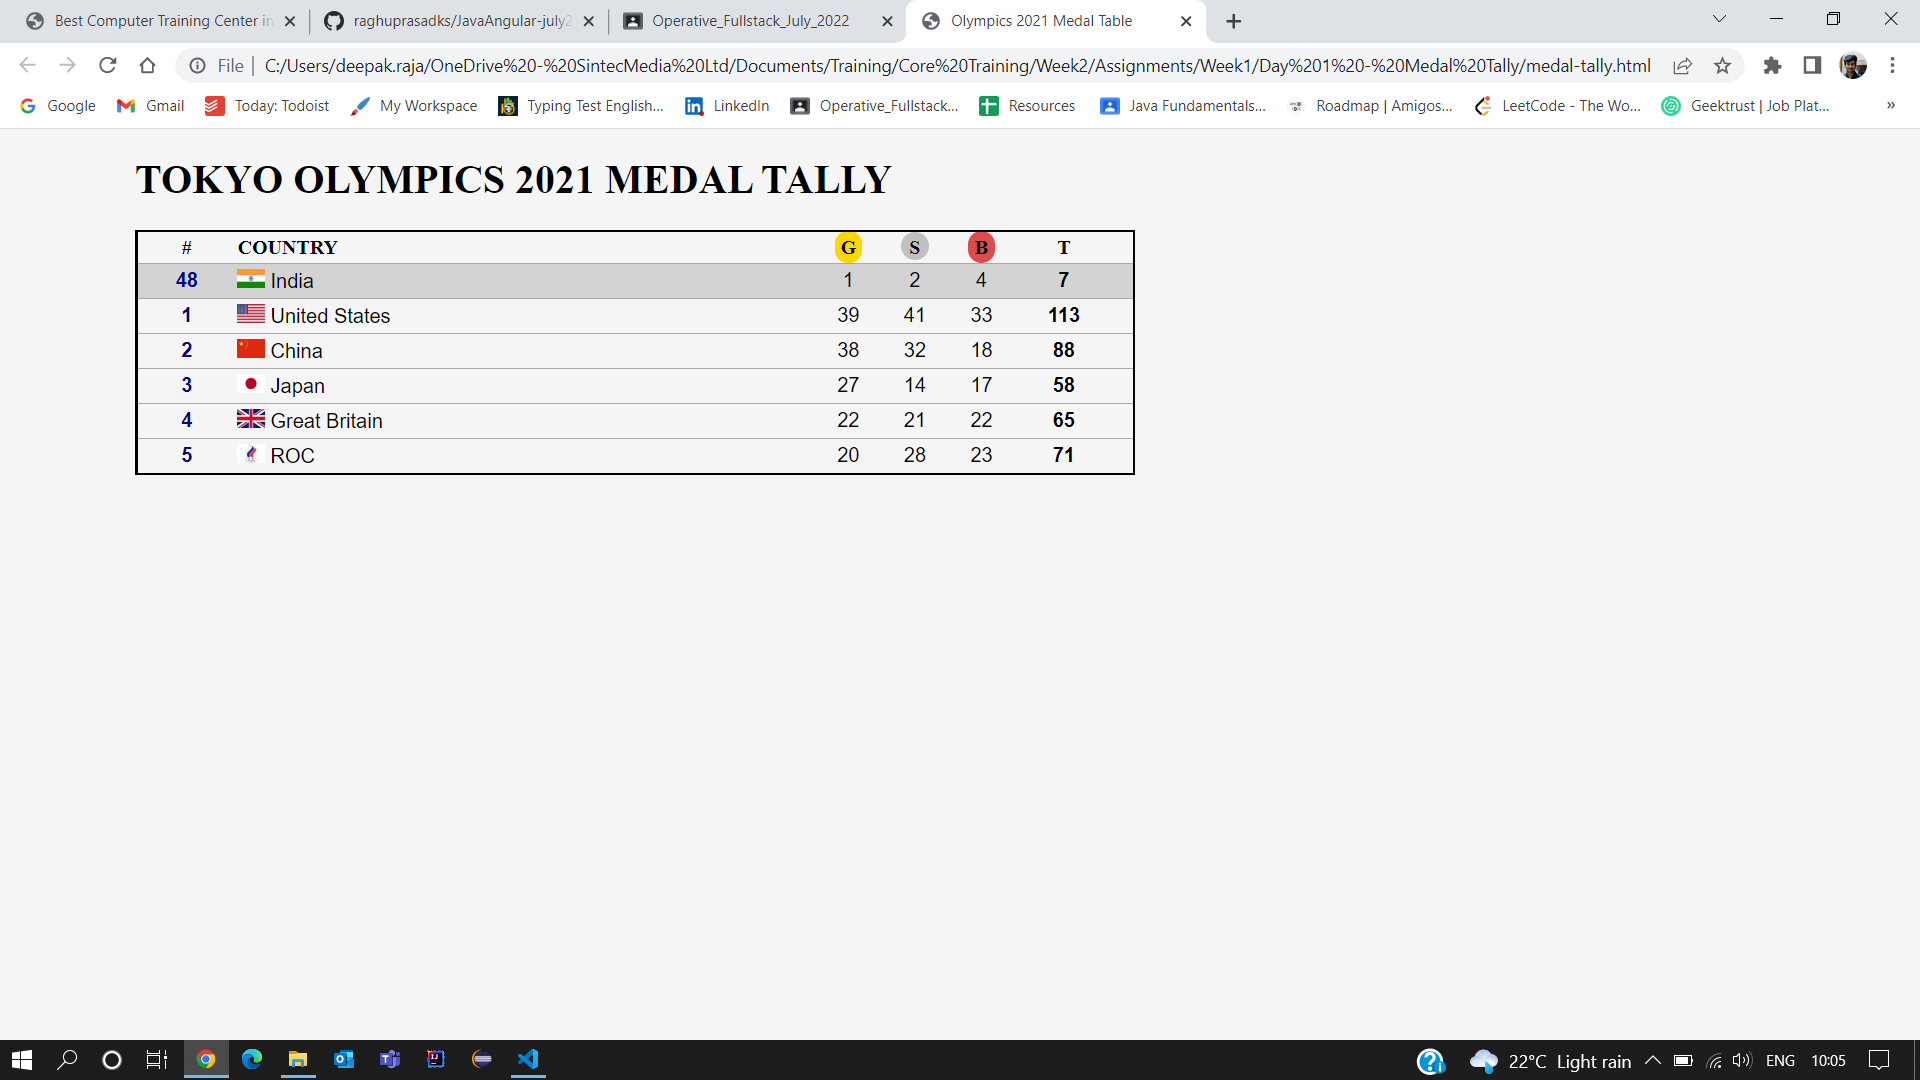 Best Computer Training Center in
raghuprasadks/JavaAngular-july2
Operative_Fullstack_July_2022
Olympics 2021 Medal Table
File | C:/Users/deepak.raja/OneDrive%20-%20SintecMedia%20Ltd/Documents/Training/Core%20Training/Week2/Assignments/Week1/Day%201%20-%20Medal%20Tally/medal-tally.html
Google Gmail Today: Todoist My Workspace Typing Test English... LinkedIn Operative_Fullstack... Resources Java Fundamentals... Roadmap | Amigos... LeetCode - The Wo... Geektrust | Job Plat... »
TOKYO OLYMPICS 2021 MEDAL TALLY
# COUNTRY G S B T
48 India 1 2 4 7
1 United States 39 41 33 113
2 China 38 32 18 88
3 Japan 27 14 17 58
4 Great Britain 22 21 22 65
5 ROC 20 28 23 71
22°C Light rain ENG 10:05